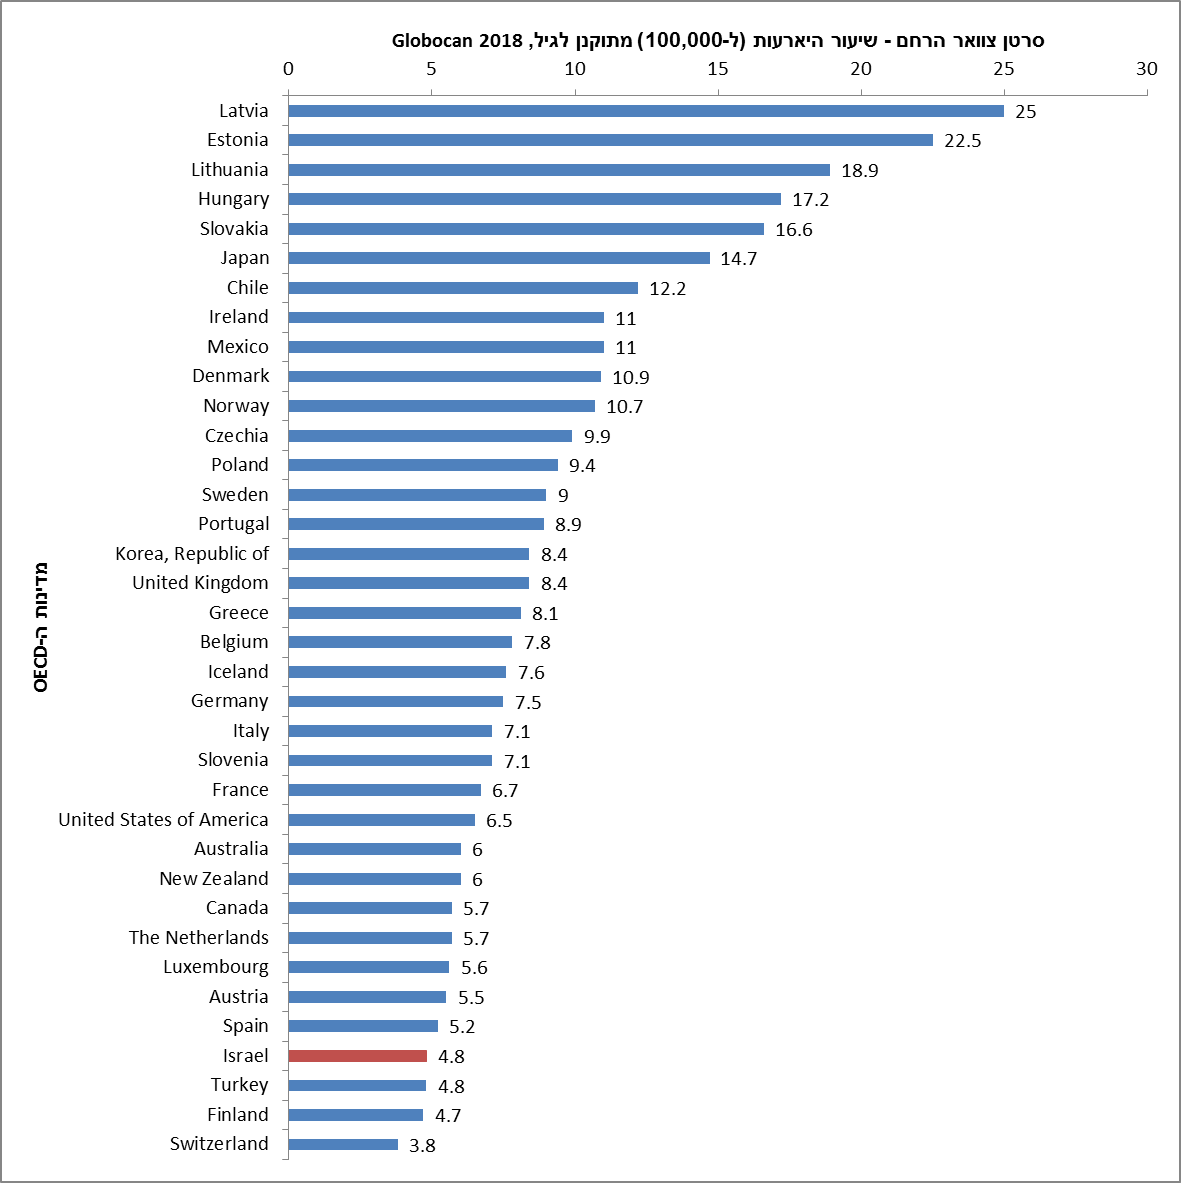 סרטן צוואר הרחם - שיעור היארעות (ל-100,000) מתוקנן לגיל, Globocan 2018
0 5 10 15 20 25 30
Latvia 25
Estonia 22.5
Lithuania 18.9
Hungary 17.2
Slovakia 16.6
Japan 14.7
Chile 12.2
Ireland 11
Mexico 11
Denmark 10.9
Norway 10.7
Czechia 9.9
Poland 9.4
Sweden 9
Portugal 8.9
Korea, Republic of 8.4
United Kingdom 8.4
Greece 8.1
Belgium 7.8
Iceland 7.6
Germany 7.5
Italy 7.1
Slovenia 7.1
France 6.7
United States of America 6.5
Australia 6
New Zealand 6
Canada 5.7
The Netherlands 5.7
Luxembourg 5.6
Austria 5.5
Spain 5.2
Israel 4.8
Turkey 4.8
Finland 4.7
Switzerland 3.8
מדינות ה-OECD